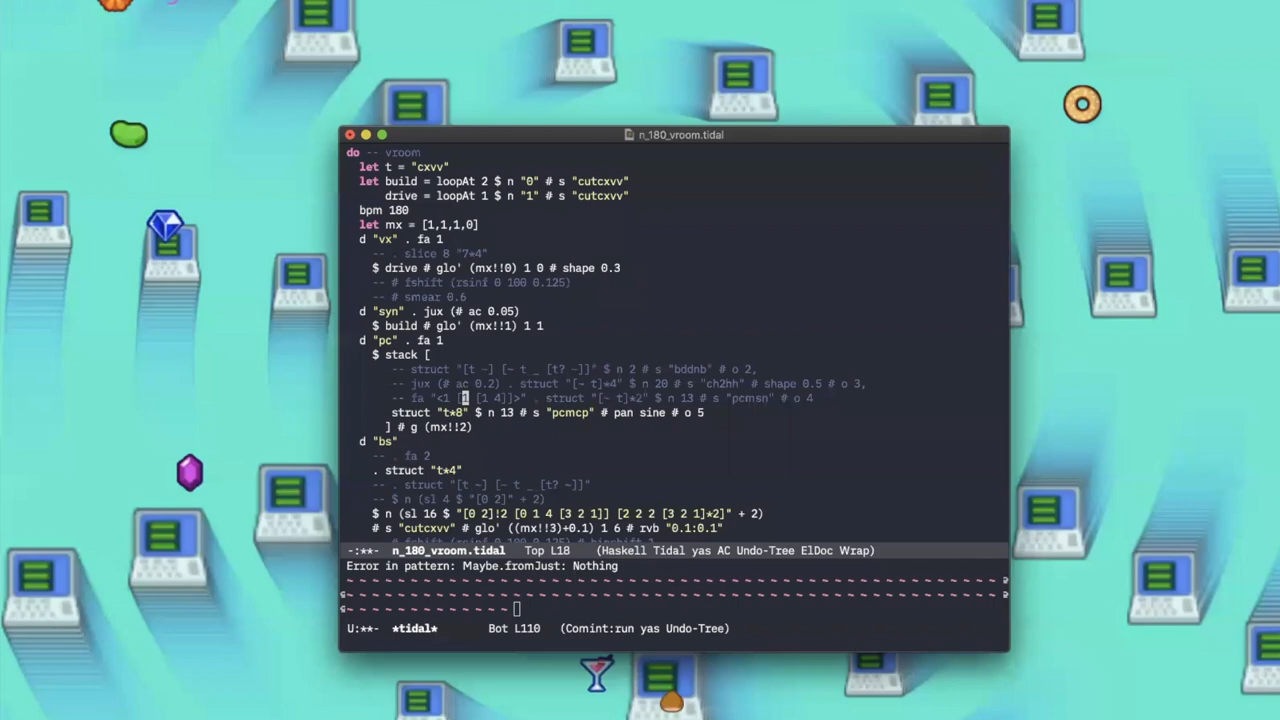 n_180_vroom.tidal
do -- vroom
let t = "cxvv"
let build = loopAt 2 $ n "0" # s "cutcxvv"
drive = loopAt 1 $ n "1" # s "cutcxvv"
bpm 180
let mx = [1,1,1,0]
d "vx" . fa 1
-- . slice 8 "7*4"
$ drive # glo' (mx!!0) 1 0 # shape 0.3
-- # fshift (rsinf 0 100 0.125)
-- # smear 0.6
d "syn" . jux (# ac 0.05)
$ build # glo' (mx!!1) 1 1
d "pc" . fa 1
$ stack [
-- struct "[t ~] [~ t _ [t? ~]]" $ n 2 # s "bddnb" # o 2,
-- jux (# ac 0.2) . struct "[~ t]*4" $ n 20 # s "ch2hh" # shape 0.5 # o 3,
-- fa "<1 [1 [1 4]]>" . struct "[~ t]*2" $ n 13 # s "pcmsn" # o 4
struct "t*8" $ n 13 # s "pcmcp" # pan sine # o 5
] # g (mx!!2)
d "bs"
-- . fa 2
. struct "t*4"
-- . struct "[t ~] [~ t _ [t? ~]]"
-- $ n (sl 4 $ "[0 2]" + 2)
$ n (sl 16 $ "[0 2]!2 [0 1 4 [3 2 1]] [2 2 2 [3 2 1]*2]" + 2)
# s "cutcxvv" # glo' ((mx!!3)+0.1) 1 6 # rvb "0.1:0.1"
-:**- n_180_vroom.tidal Top L18 (Haskell Tidal yas AC Undo-Tree ElDoc Wrap)
Error in pattern: Maybe.fromJust: Nothing
~ ~ ~ ~ ~ ~ ~ ~ ~ ~ ~ ~ ~ ~ ~ ~ ~ ~ ~ ~ ~ ~ ~ ~ ~ ~ ~ ~ ~ ~ ~ ~ ~ ~ ~ ~ ~ ~ ~ ~ ~ ~ ~ ~ ~ ~ ~ ~ ~ ~ ~
~ ~ ~ ~ ~ ~ ~ ~ ~ ~ ~ ~ ~ ~ ~ ~ ~ ~ ~ ~ ~ ~ ~ ~ ~ ~ ~ ~ ~ ~ ~ ~ ~ ~ ~ ~ ~ ~ ~ ~ ~ ~ ~ ~ ~ ~ ~ ~ ~ ~ ~
~ ~ ~ ~ ~ ~ ~ ~ ~ ~ ~ ~ ~
U:**- *tidal* Bot L110 (Comint:run yas Undo-Tree)